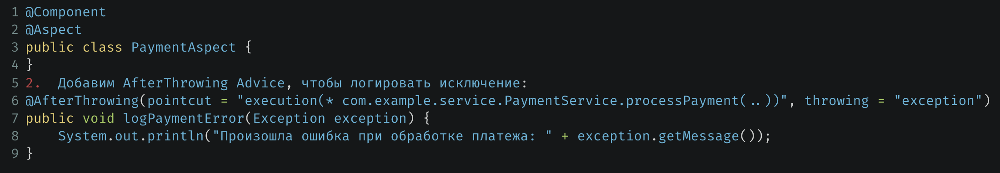 1 @Component
2 @Aspect
3 public class PaymentAspect {
4 }
5 2.  Добавим AfterThrowing Advice, чтобы логировать исключение:
6 @AfterThrowing(pointcut = "execution(* com.example.service.PaymentService.processPayment(..))", throwing = "exception")
7 public void logPaymentError(Exception exception) {
8     System.out.println("Произошла ошибка при обработке платежа: " + exception.getMessage());
9 }